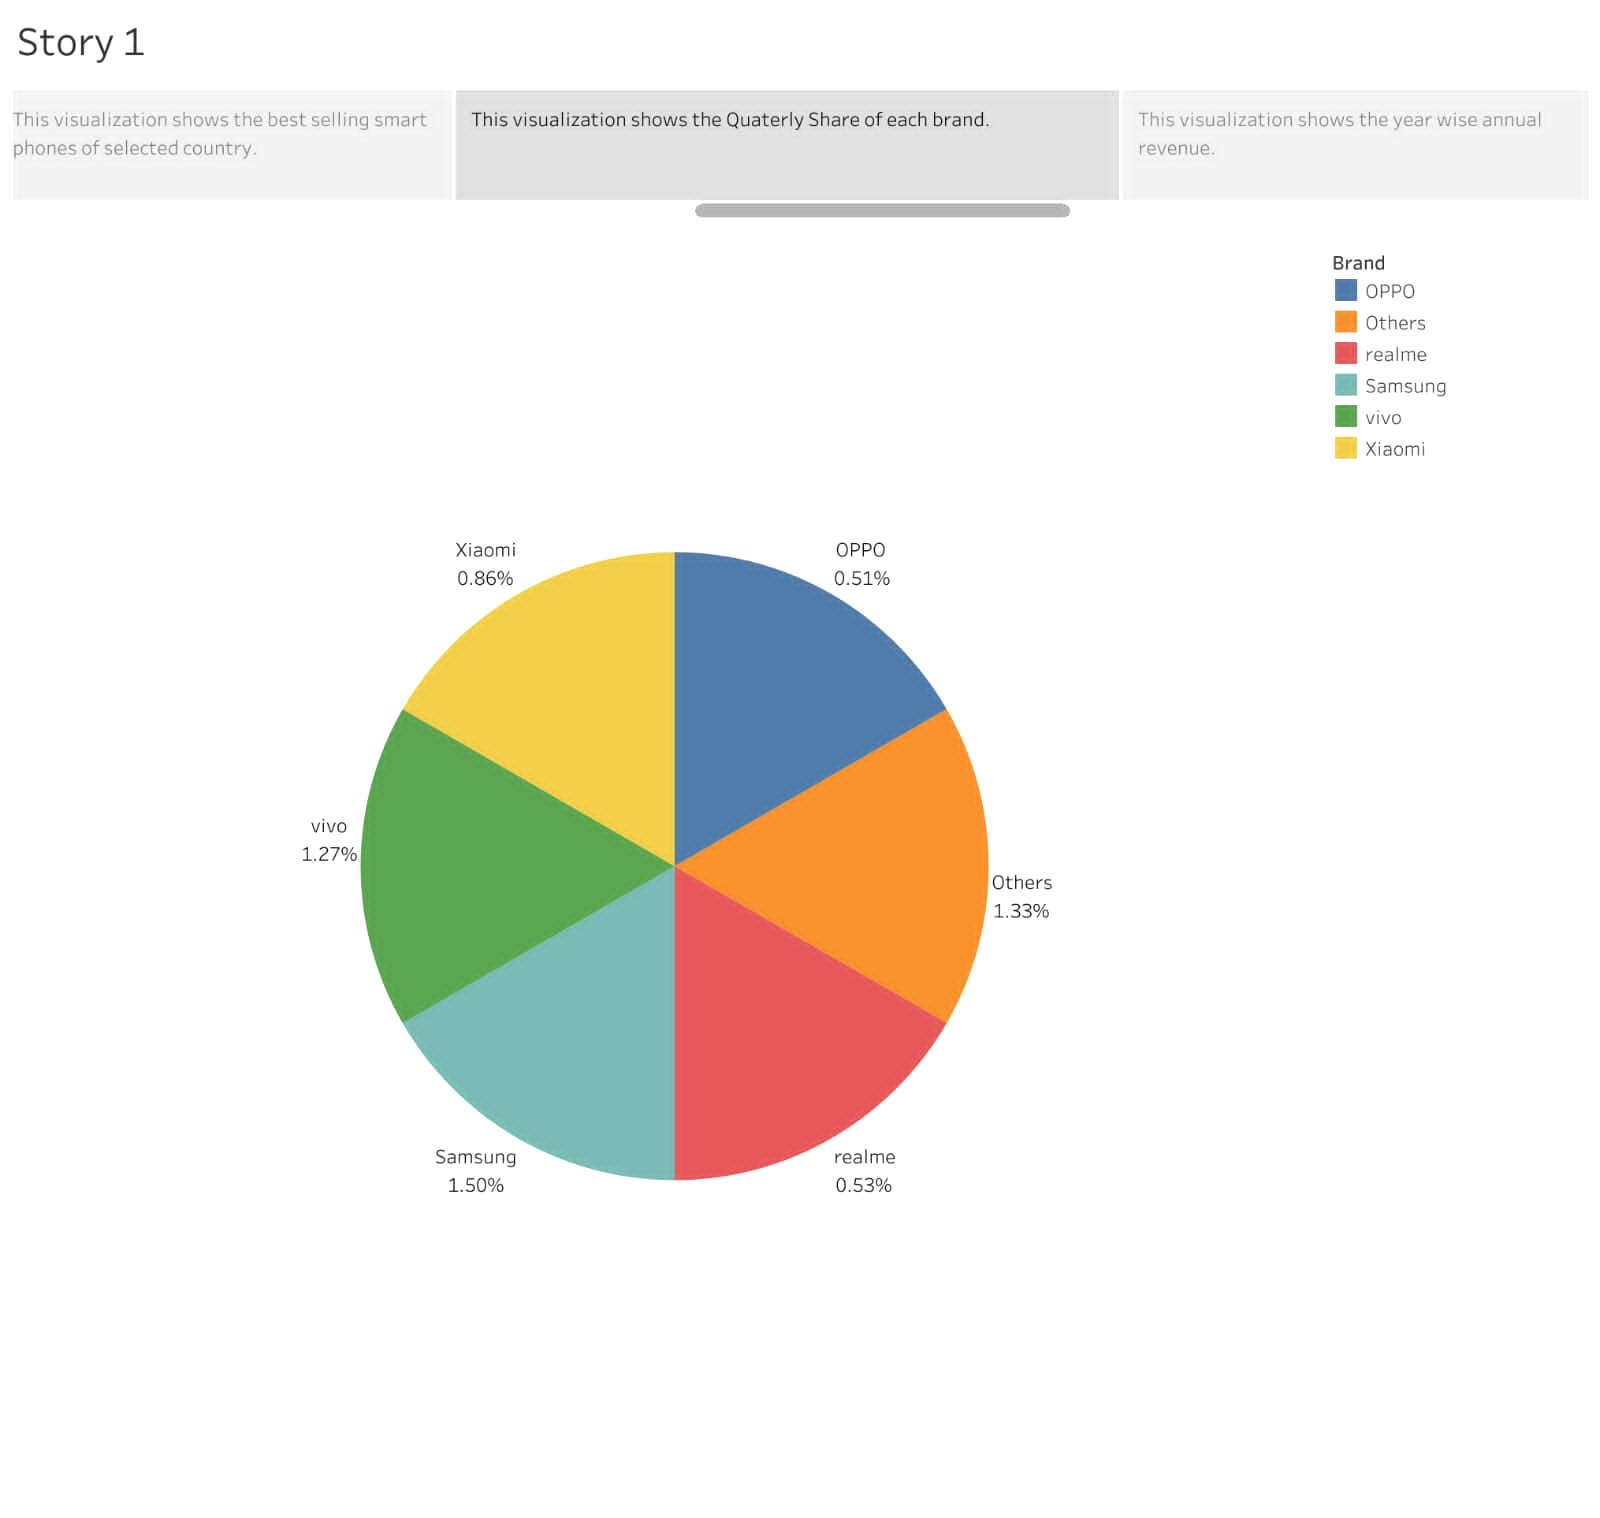 Story 1
This visualization shows the best selling smart
phones of selected country.
This visualization shows the Quaterly Share of each brand.
This visualization shows the year wise annual
revenue.
Brand
OPPO
Others
realme
Samsung
vivo
Xiaomi
Xiaomi
0.86%
OPPO
0.51%
vivo
1.27%
Others
1.33%
Samsung
1.50%
realme
0.53%